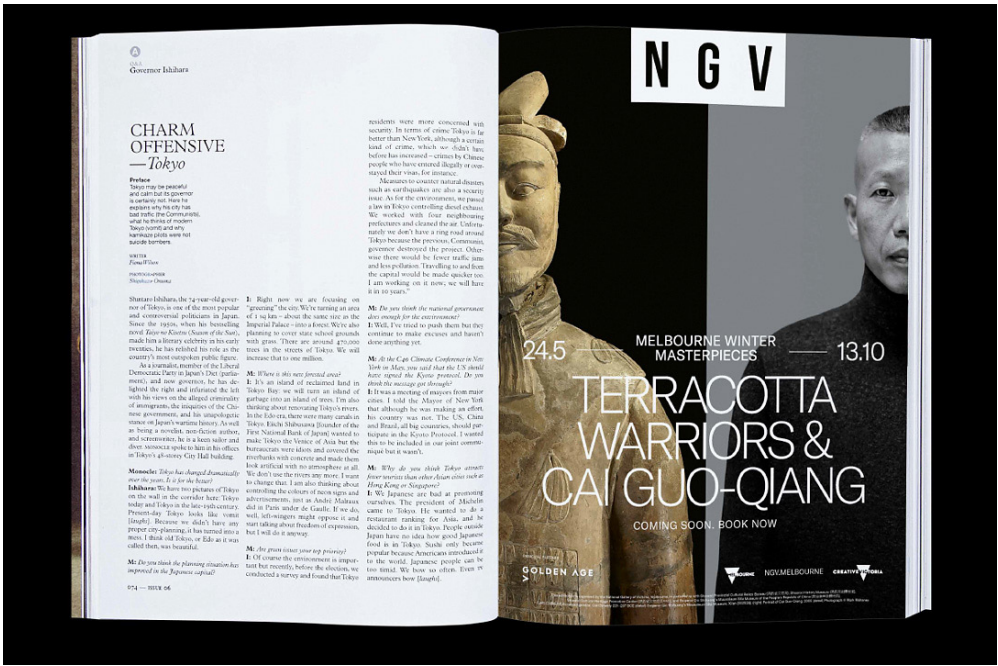 A
Q&A
Governor Ishihara
CHARM
OFFENSIVE
—Tokyo
Preface
Tokyo may be peaceful
and calm but its governor
is certainly not. Here he
explains why his city has
bad traffic (the Communists),
what he thinks of modern
Tokyo (vomit) and why
kamikaze pilots were not
suicide bombers.
WRITER
Fiona Wilson
PHOTOGRAPHER
Shintaro Ishihara, the 74-year-old gover-
nor of Tokyo, is one of the most popular
and controversial politicians in Japan.
Since the 1950s, when his bestselling
novel Taiyo no Kisetsu (Season of the Sun),
made him a literary celebrity in his early
twenties, he has relished his role as the
country's most outspoken public figure.
As a journalist, member of the Liberal
Democratic Party in Japan's Diet (parlia-
ment), and now governor, he has de-
lighted the right and infuriated the left
with his views on the alleged criminality
of immigrants, the iniquities of the Chi-
nese government, and his unapologetic
stance on Japan's wartime history. As well
as being a novelist, non-fiction author,
and screenwriter, he is a keen sailor and
diver. MONOCLE spoke to him in his offices
in Tokyo's 48-storey City Hall building.
Monocle: Tokyo has changed dramatically
over the years. Is it for the better?
Ishihara: We have two pictures of Tokyo
on the wall in the corridor here: Tokyo
today and Tokyo in the late-19th century.
Present-day Tokyo looks like vomit
[laughs]. Because we didn't have any
proper city-planning, it has turned into a
mess. I think old Tokyo, or Edo as it was
called then, was beautiful.
M: Do you think the planning situation has
improved in the Japanese capital?
I: Right now we are focusing on
"greening" the city. We're turning an area
of 1 sq km – about the same size as the
Imperial Palace – into a forest. We're also
planning to cover state school grounds
with grass. There are around 470,000
trees in the streets of Tokyo. We will
increase that to one million.
M: Where is this new forested area?
I: It's an island of reclaimed land in
Tokyo Bay: we will turn an island of
garbage into an island of trees. I'm also
thinking about renovating Tokyo's rivers.
In the Edo era, there were many canals in
Tokyo. Eiichi Shibusawa [founder of the
First National Bank of Japan] wanted to
make Tokyo the Venice of Asia but the
bureaucrats were idiots and covered the
riverbanks with concrete and made them
look artificial with no atmosphere at all.
We don't use the rivers any more. I want
to change that. I am also thinking about
controlling the colours of neon signs and
advertisements, just as André Malraux
did in Paris under de Gaulle. If we do,
well, left-wingers might oppose it and
start talking about freedom of expression,
but I will do it anyway.
M: Are green issues your top priority?
I: Of course the environment is impor-
tant but recently, before the election, we
conducted a survey and found that Tokyo
residents were more concerned with
security. In terms of crime Tokyo is far
better than New York, although a certain
kind of crime, which we didn't have
before has increased – crimes by Chinese
people who have entered illegally or over-
stayed their visas, for instance.
Measures to counter natural disasters
such as earthquakes are also a security
issue. As for the environment, we passed
a law in Tokyo controlling diesel exhaust.
We worked with four neighbouring
prefectures and cleaned the air. Unfortu-
nately we don't have a ring road around
Tokyo because the previous, Communist,
governor destroyed the project. Other-
wise there would be fewer traffic jams
and less pollution. Travelling to and from
the capital would be made quicker too.
I am working on it now; we will have
it in 10 years."
M: Do you think the national government
does enough for the environment?
I: Well, I've tried to push them but they
continue to make excuses and haven't
done anything yet.
M: At the C40 Climate Conference in New
York in May, you said that the US should
have signed the Kyoto protocol. Do you
think the message got through?
I: It was a meeting of mayors from major
cities. I told the Mayor of New York
that although he was making an effort,
his country was not. The US, China
and Brazil, all big countries, should par-
ticipate in the Kyoto Protocol. I wanted
this to be included in our joint commu-
niqué but it wasn't.
M: Why do you think Tokyo attracts
fewer tourists than other Asian cities such as
Hong Kong or Singapore?
I: We Japanese are bad at promoting
ourselves. The president of Michelin
came to Tokyo. He wanted to do a
restaurant ranking for Asia, and he
decided to do it in Tokyo. People outside
Japan have no idea how good Japanese
food is in Tokyo. Sushi only became
popular because Americans introduced it
to the world. Japanese people can be
too timid. We bow so often. Even TV
announcers bow [laughs].
074 — ISSUE 06
NGV
24.5 — MELBOURNE WINTER MASTERPIECES — 13.10
TERRACOTTA
WARRIORS &
CAI GUO-QIANG
COMING SOON. BOOK NOW
GOLDEN AGE
MELBOURNE
NGV.MELBOURNE
CREATIVE VICTORIA